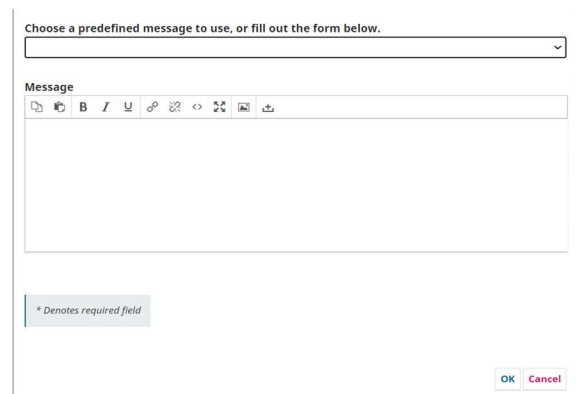 Choose a predefined message to use, or fill out the form below.
Message
B I U
* Denotes required field
OK Cancel